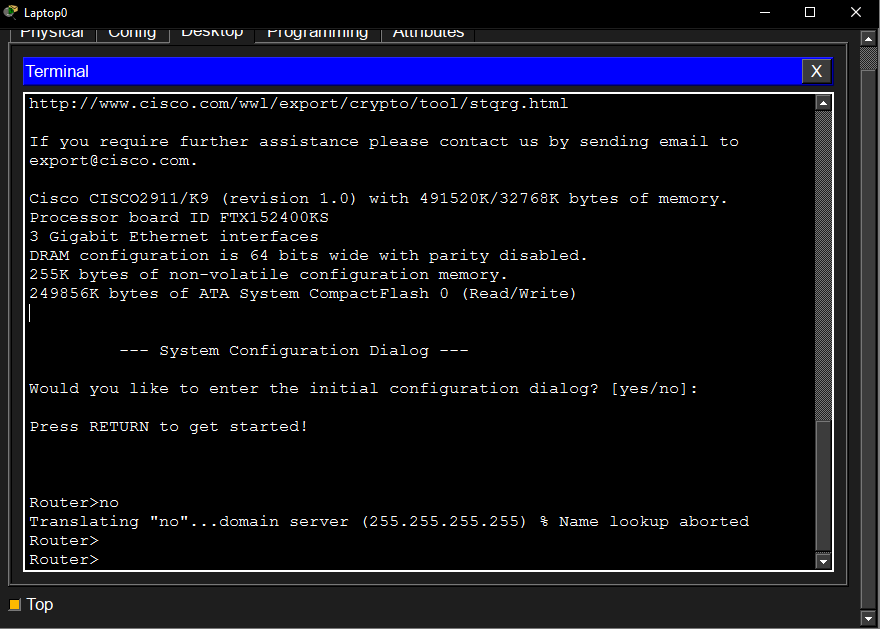 Laptop0
Physical Config Desktop Programming Attributes
Terminal X
http://www.cisco.com/wwl/export/crypto/tool/stqrg.html
If you require further assistance please contact us by sending email to
export@cisco.com.
Cisco CISCO2911/K9 (revision 1.0) with 491520K/32768K bytes of memory.
Processor board ID FTX152400KS
3 Gigabit Ethernet interfaces
DRAM configuration is 64 bits wide with parity disabled.
255K bytes of non-volatile configuration memory.
249856K bytes of ATA System CompactFlash 0 (Read/Write)
--- System Configuration Dialog ---
Would you like to enter the initial configuration dialog? [yes/no]:
Press RETURN to get started!
Router>no
Translating "no"...domain server (255.255.255.255) % Name lookup aborted
Router>
Router>
Top